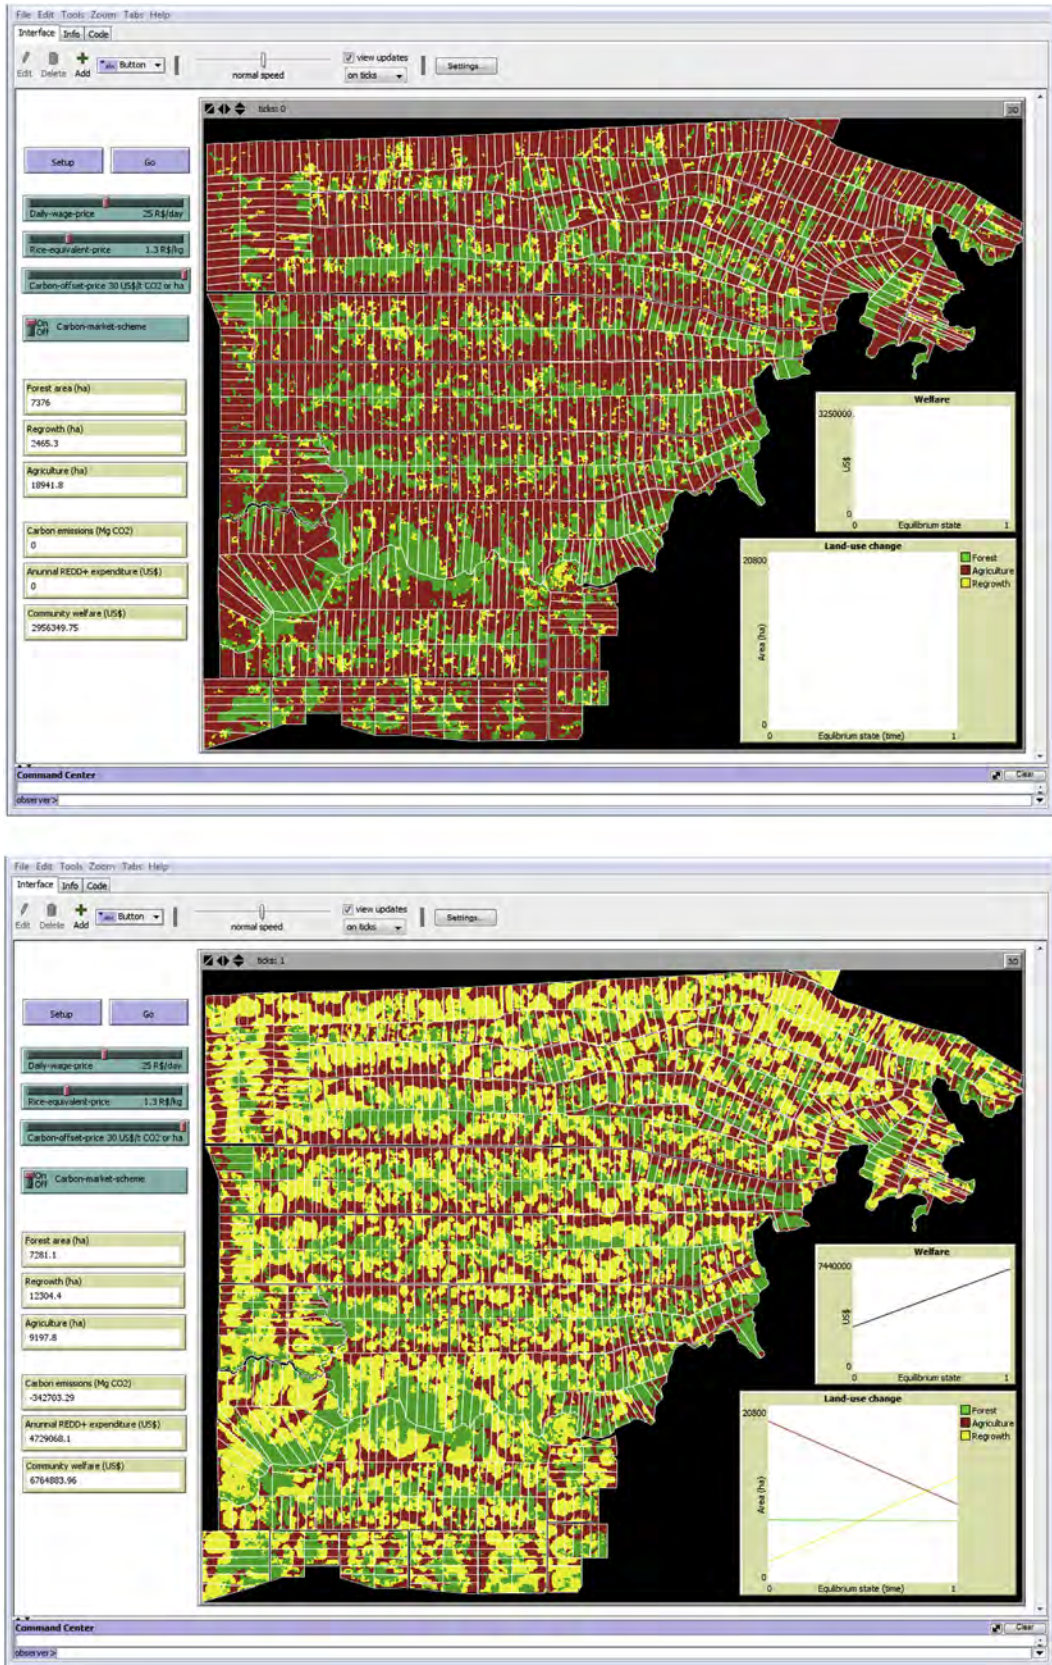 File Edit Tools Zoom Tabs Help
Interface Info Code
Edit Delete Add
abc Button
normal speed
view updates
on ticks
Settings...
ticks: 0
3D
Setup Go
Daily-wage-price 25 R$/day
Rice-equivalent-price 1.3 R$/kg
Carbon-offset-price 30 US$/t CO2 or ha
On
Off
Carbon-market-scheme
Forest area (ha)
7376
Regrowth (ha)
2465.3
Agriculture (ha)
18941.8
Carbon emissions (Mg CO2)
0
Anunnal REDD+ expenditure (US$)
0
Community welfare (US$)
2956349.75
Welfare
3250000
US$
0
0 Equilibrium state 1
Land-use change
20800
Area (ha)
0
0 Equilibrium state (time) 1
Forest
Agriculture
Regrowth
Command Center
Clear
observer>
File Edit Tools Zoom Tabs Help
Interface Info Code
Edit Delete Add
abc Button
normal speed
view updates
on ticks
Settings...
ticks: 1
3D
Setup Go
Daily-wage-price 25 R$/day
Rice-equivalent-price 1.3 R$/kg
Carbon-offset-price 30 US$/t CO2 or ha
On
Off
Carbon-market-scheme
Forest area (ha)
7281.1
Regrowth (ha)
12304.4
Agriculture (ha)
9197.8
Carbon emissions (Mg CO2)
-342703.29
Anunnal REDD+ expenditure (US$)
4729068.1
Community welfare (US$)
6764883.96
Welfare
7440000
US$
0
0 Equilibrium state 1
Land-use change
20800
Area (ha)
0
0 Equilibrium state (time) 1
Forest
Agriculture
Regrowth
Command Center
Clear
observer>